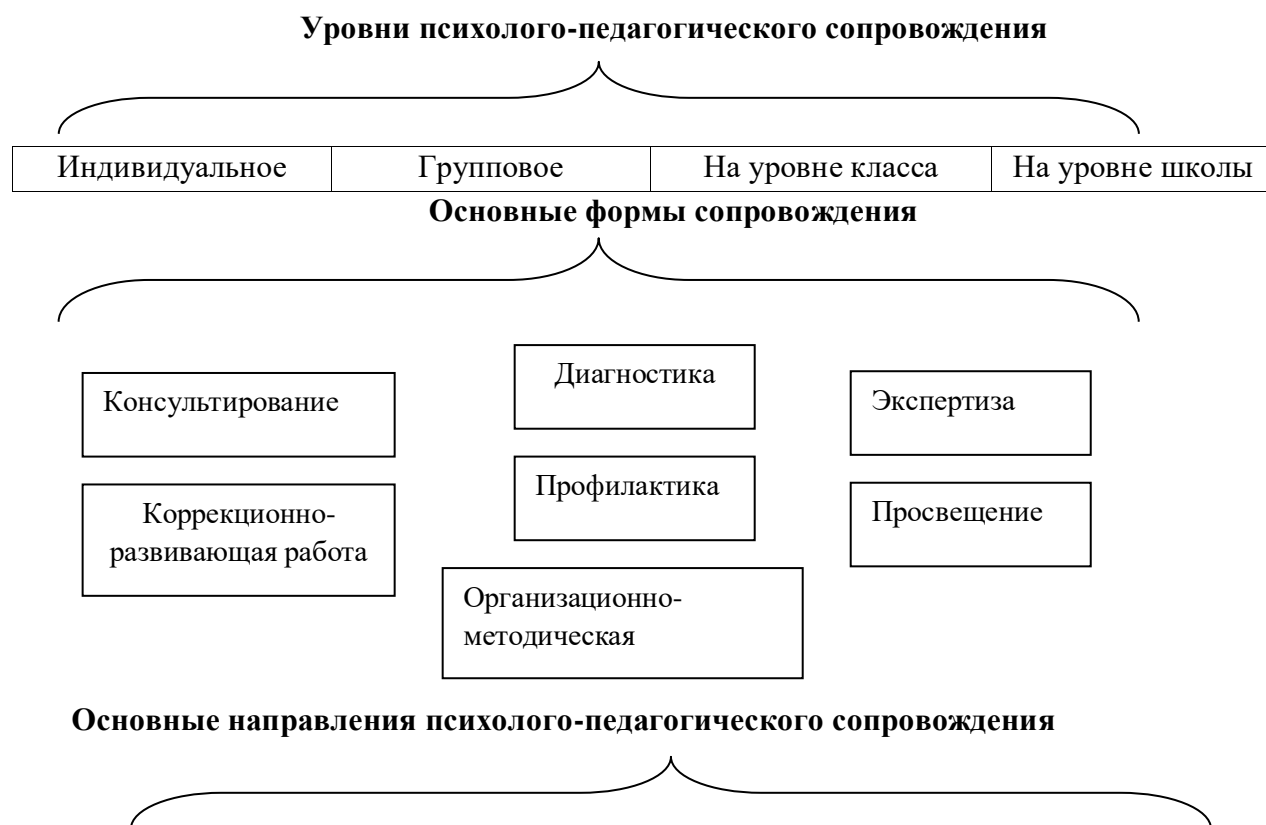 Уровни психолого-педагогического сопровождения
Индивидуальное Групповое На уровне класса На уровне школы
Основные формы сопровождения
Диагностика
Консультирование
Экспертиза
Профилактика
Коррекционно-
развивающая работа
Просвещение
Организационно-
методическая
Основные направления психолого-педагогического сопровождения